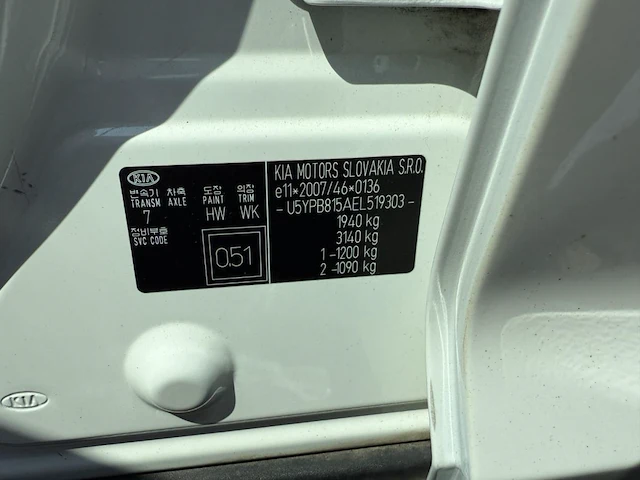 KIA
변속기 차축 도장 의장
TRANSM AXLE PAINT TRIM
7 HW WK
정비부호
SVC CODE
0.51
KIA MOTORS SLOVAKIA S.R.O.
e11*2007/46*0136
- U5YPB815AEL519303 -
1940 kg
3140 kg
1 -1200 kg
2 -1090 kg
KIA